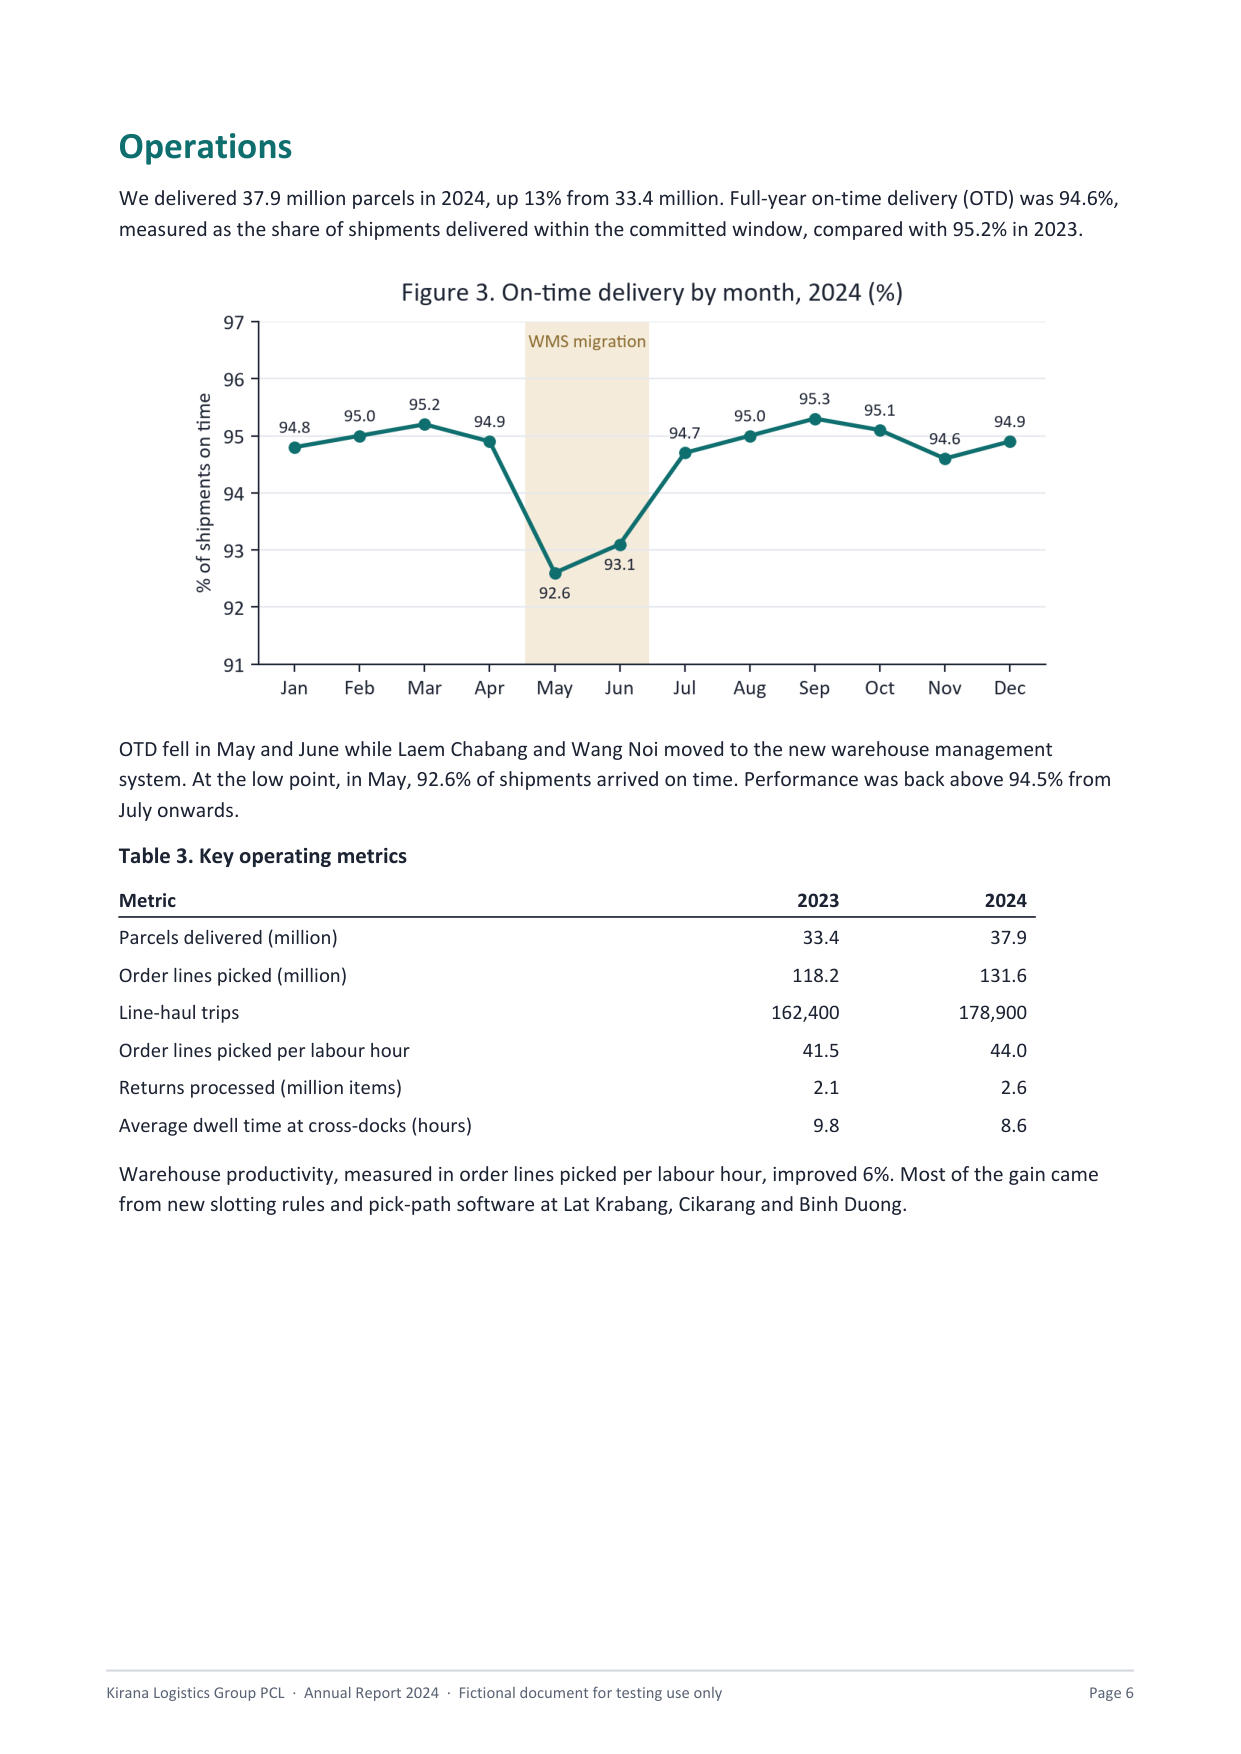 Operations
We delivered 37.9 million parcels in 2024, up 13% from 33.4 million. Full-year on-time delivery (OTD) was 94.6%,
measured as the share of shipments delivered within the committed window, compared with 95.2% in 2023.
Figure 3. On-time delivery by month, 2024 (%)
% of shipments on time
97
96
95
94
93
92
91
WMS migration
94.8
95.0
95.2
94.9
92.6
93.1
94.7
95.0
95.3
95.1
94.6
94.9
Jan Feb Mar Apr May Jun Jul Aug Sep Oct Nov Dec
OTD fell in May and June while Laem Chabang and Wang Noi moved to the new warehouse management
system. At the low point, in May, 92.6% of shipments arrived on time. Performance was back above 94.5% from
July onwards.
Table 3. Key operating metrics
Metric 2023 2024
Parcels delivered (million) 33.4 37.9
Order lines picked (million) 118.2 131.6
Line-haul trips 162,400 178,900
Order lines picked per labour hour 41.5 44.0
Returns processed (million items) 2.1 2.6
Average dwell time at cross-docks (hours) 9.8 8.6
Warehouse productivity, measured in order lines picked per labour hour, improved 6%. Most of the gain came
from new slotting rules and pick-path software at Lat Krabang, Cikarang and Binh Duong.
Kirana Logistics Group PCL · Annual Report 2024 · Fictional document for testing use only Page 6